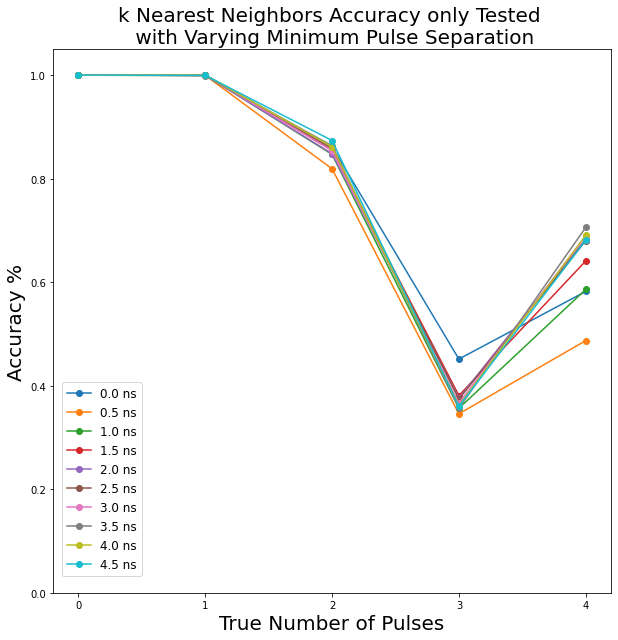 k Nearest Neighbors Accuracy only Tested
with Varying Minimum Pulse Separation
Accuracy %
1.0
0.8
0.6
0.4
0.2
0.0
0.0 ns
0.5 ns
1.0 ns
1.5 ns
2.0 ns
2.5 ns
3.0 ns
3.5 ns
4.0 ns
4.5 ns
0 1 2 3 4
True Number of Pulses